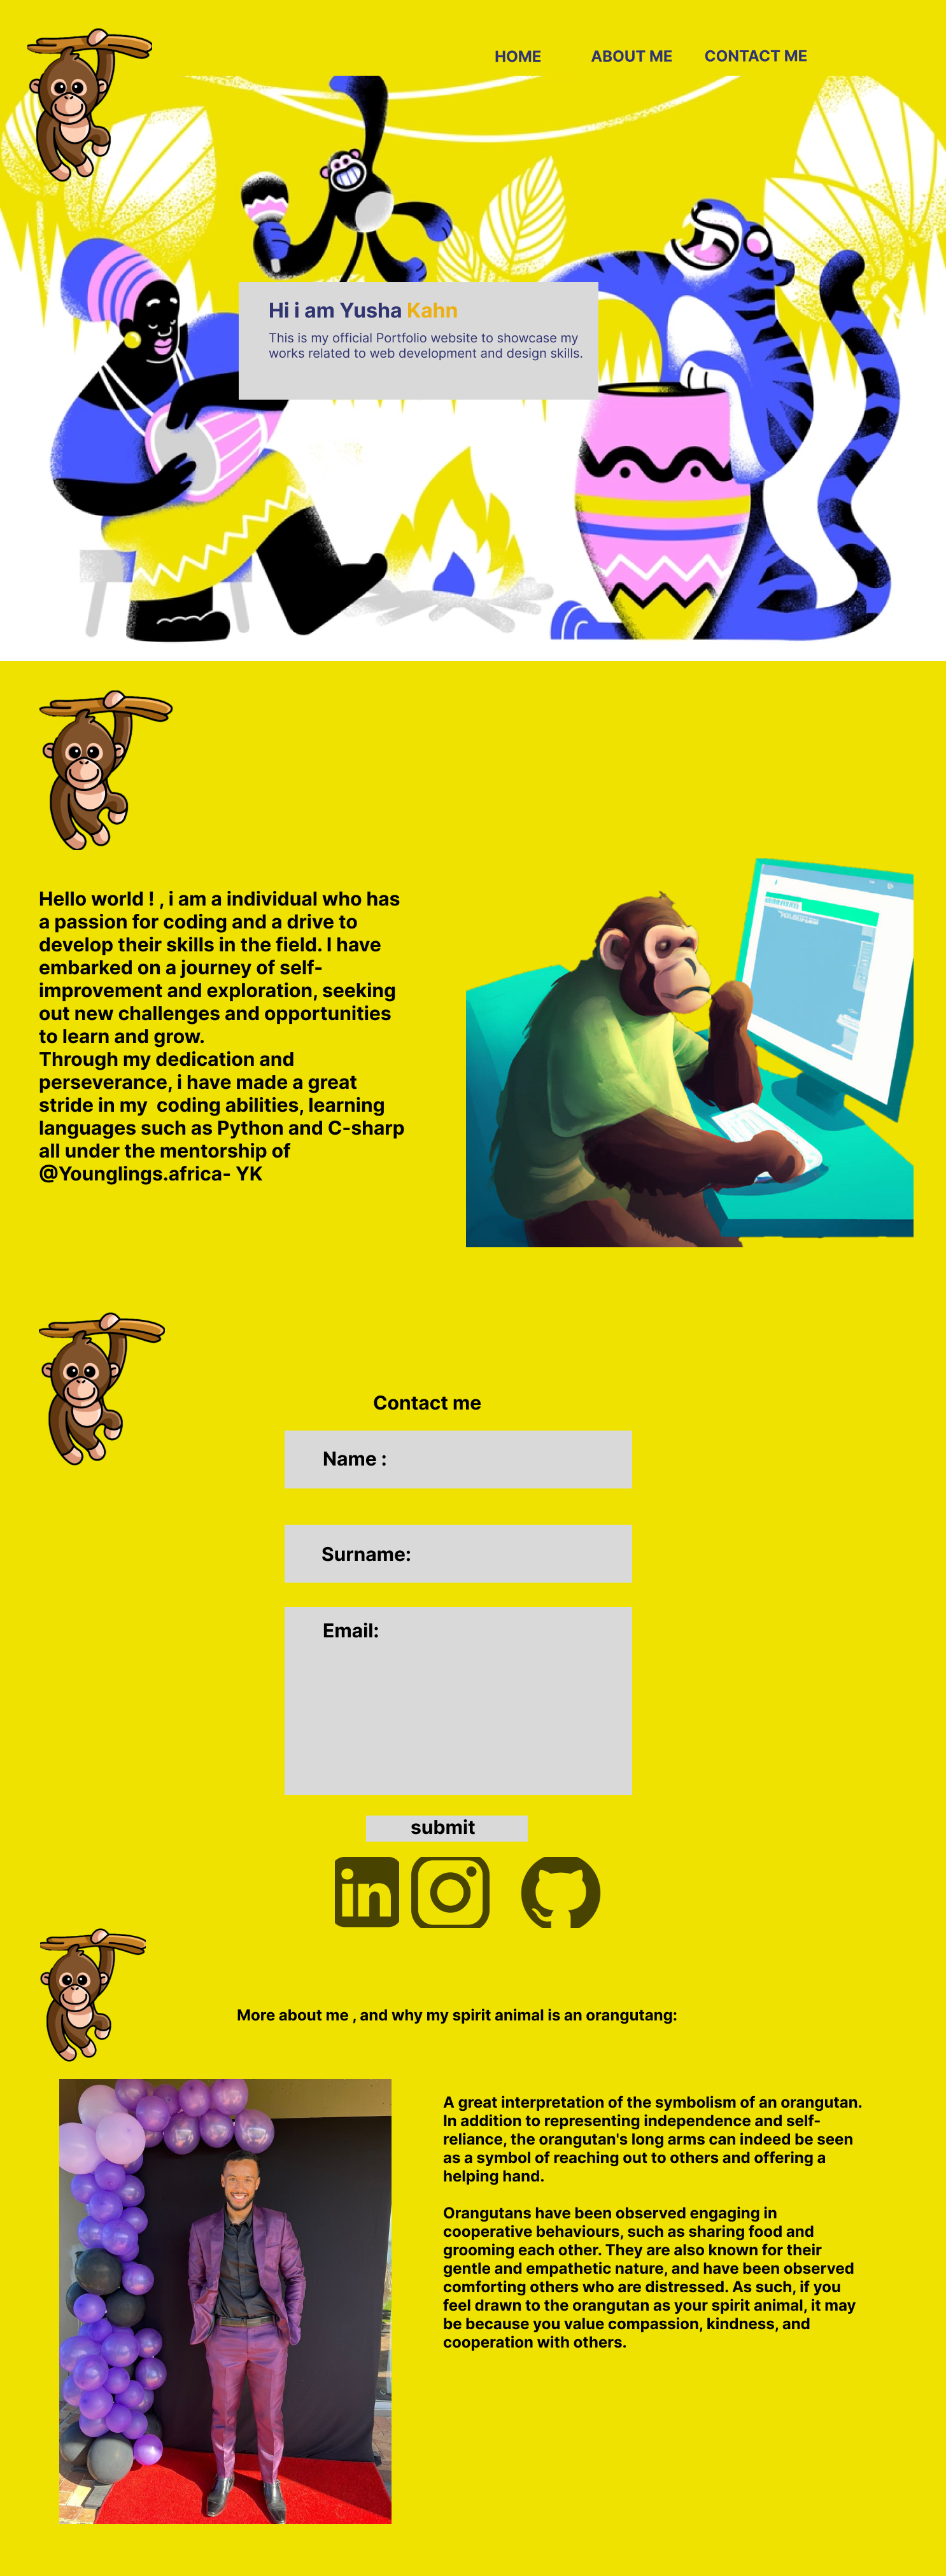 HOME ABOUT ME CONTACT ME
Hi i am Yusha Kahn
This is my official Portfolio website to showcase my
works related to web development and design skills.
Hello world ! , i am a individual who has
a passion for coding and a drive to
develop their skills in the field. I have
embarked on a journey of self-
improvement and exploration, seeking
out new challenges and opportunities
to learn and grow.
Through my dedication and
perseverance, i have made a great
stride in my  coding abilities, learning
languages such as Python and C-sharp
all under the mentorship of
@Younglings.africa- YK
Contact me
Name :
Surname:
Email:
submit
in
More about me , and why my spirit animal is an orangutang:
A great interpretation of the symbolism of an orangutan.
In addition to representing independence and self-
reliance, the orangutan's long arms can indeed be seen
as a symbol of reaching out to others and offering a
helping hand.
Orangutans have been observed engaging in
cooperative behaviours, such as sharing food and
grooming each other. They are also known for their
gentle and empathetic nature, and have been observed
comforting others who are distressed. As such, if you
feel drawn to the orangutan as your spirit animal, it may
be because you value compassion, kindness, and
cooperation with others.